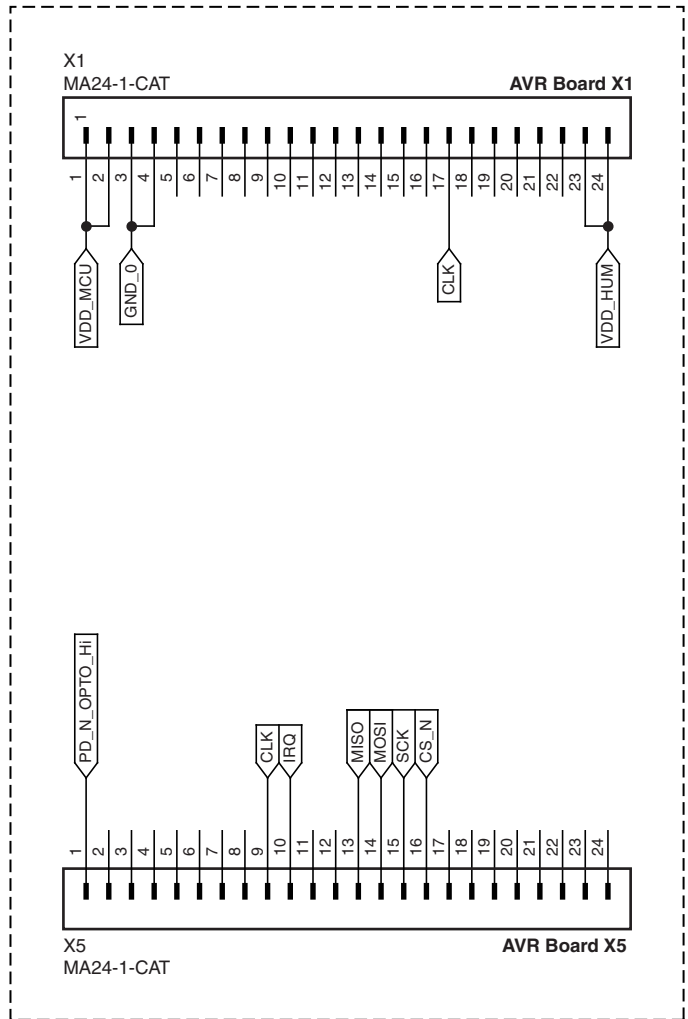 X1
MA24-1-CAT
AVR Board X1
1
1 2 3 4 5 6 7 8 9 10 11 12 13 14 15 16 17 18 19 20 21 22 23 24
VDD_MCU
GND_0
CLK
VDD_HUM
PD_N_OPTO_Hi
CLK
IRQ
MISO
MOSI
SCK
CS_N
1 2 3 4 5 6 7 8 9 10 11 12 13 14 15 16 17 18 19 20 21 22 23 24
X5
MA24-1-CAT
AVR Board X5